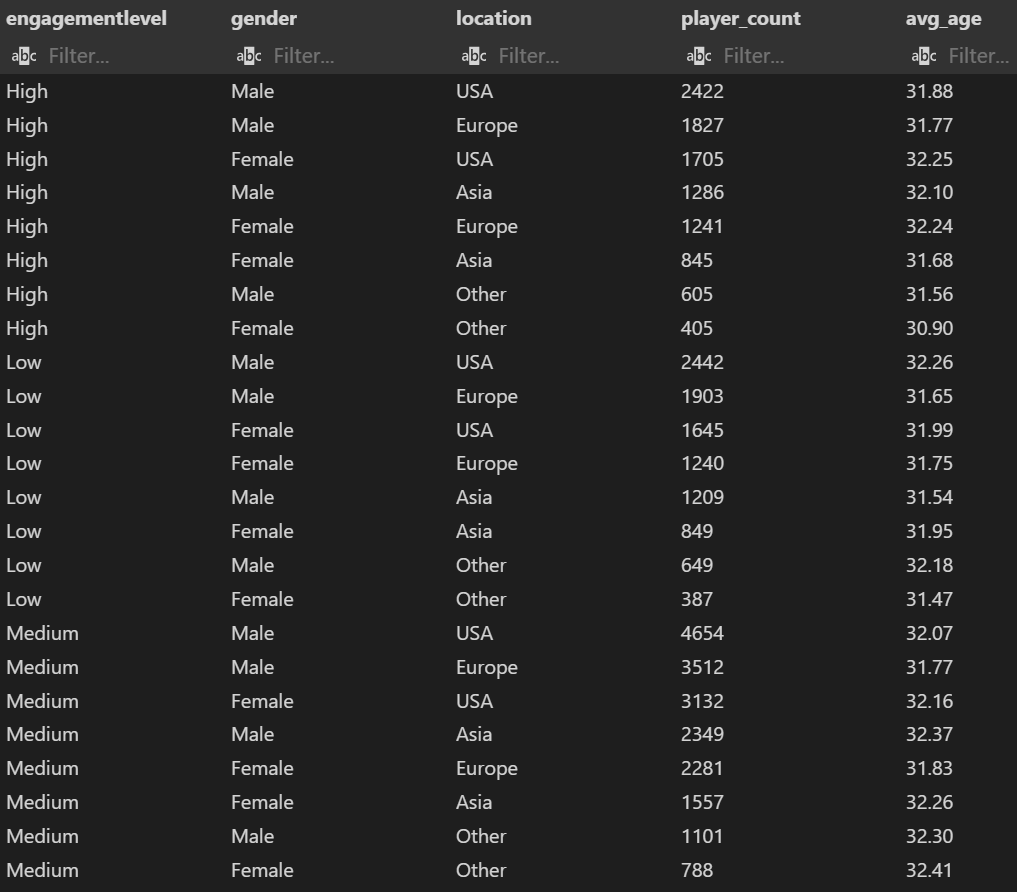 engagementlevel gender location player_count avg_age
abc Filter... abc Filter... abc Filter... abc Filter... abc Filter...
High Male USA 2422 31.88
High Male Europe 1827 31.77
High Female USA 1705 32.25
High Male Asia 1286 32.10
High Female Europe 1241 32.24
High Female Asia 845 31.68
High Male Other 605 31.56
High Female Other 405 30.90
Low Male USA 2442 32.26
Low Male Europe 1903 31.65
Low Female USA 1645 31.99
Low Female Europe 1240 31.75
Low Male Asia 1209 31.54
Low Female Asia 849 31.95
Low Male Other 649 32.18
Low Female Other 387 31.47
Medium Male USA 4654 32.07
Medium Male Europe 3512 31.77
Medium Female USA 3132 32.16
Medium Male Asia 2349 32.37
Medium Female Europe 2281 31.83
Medium Female Asia 1557 32.26
Medium Male Other 1101 32.30
Medium Female Other 788 32.41